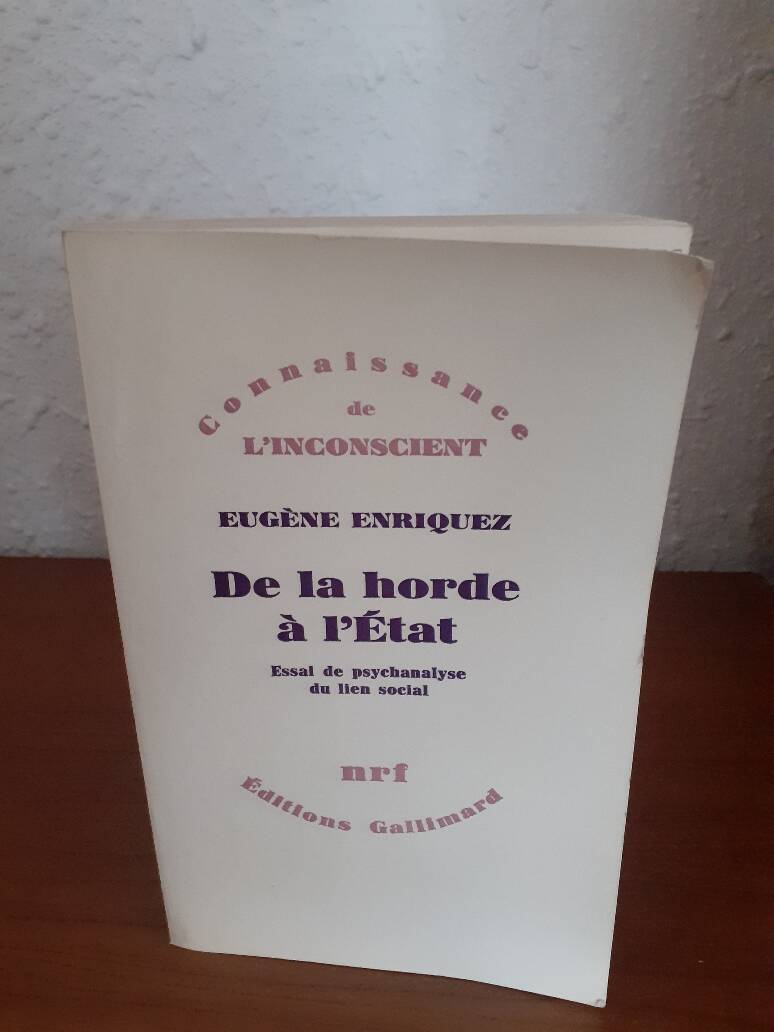 Connaissance
de
L'INCONSCIENT
EUGÈNE ENRIQUEZ
De la horde
à l'État
Essai de psychanalyse
du lien social
nrf
Éditions Gallimard